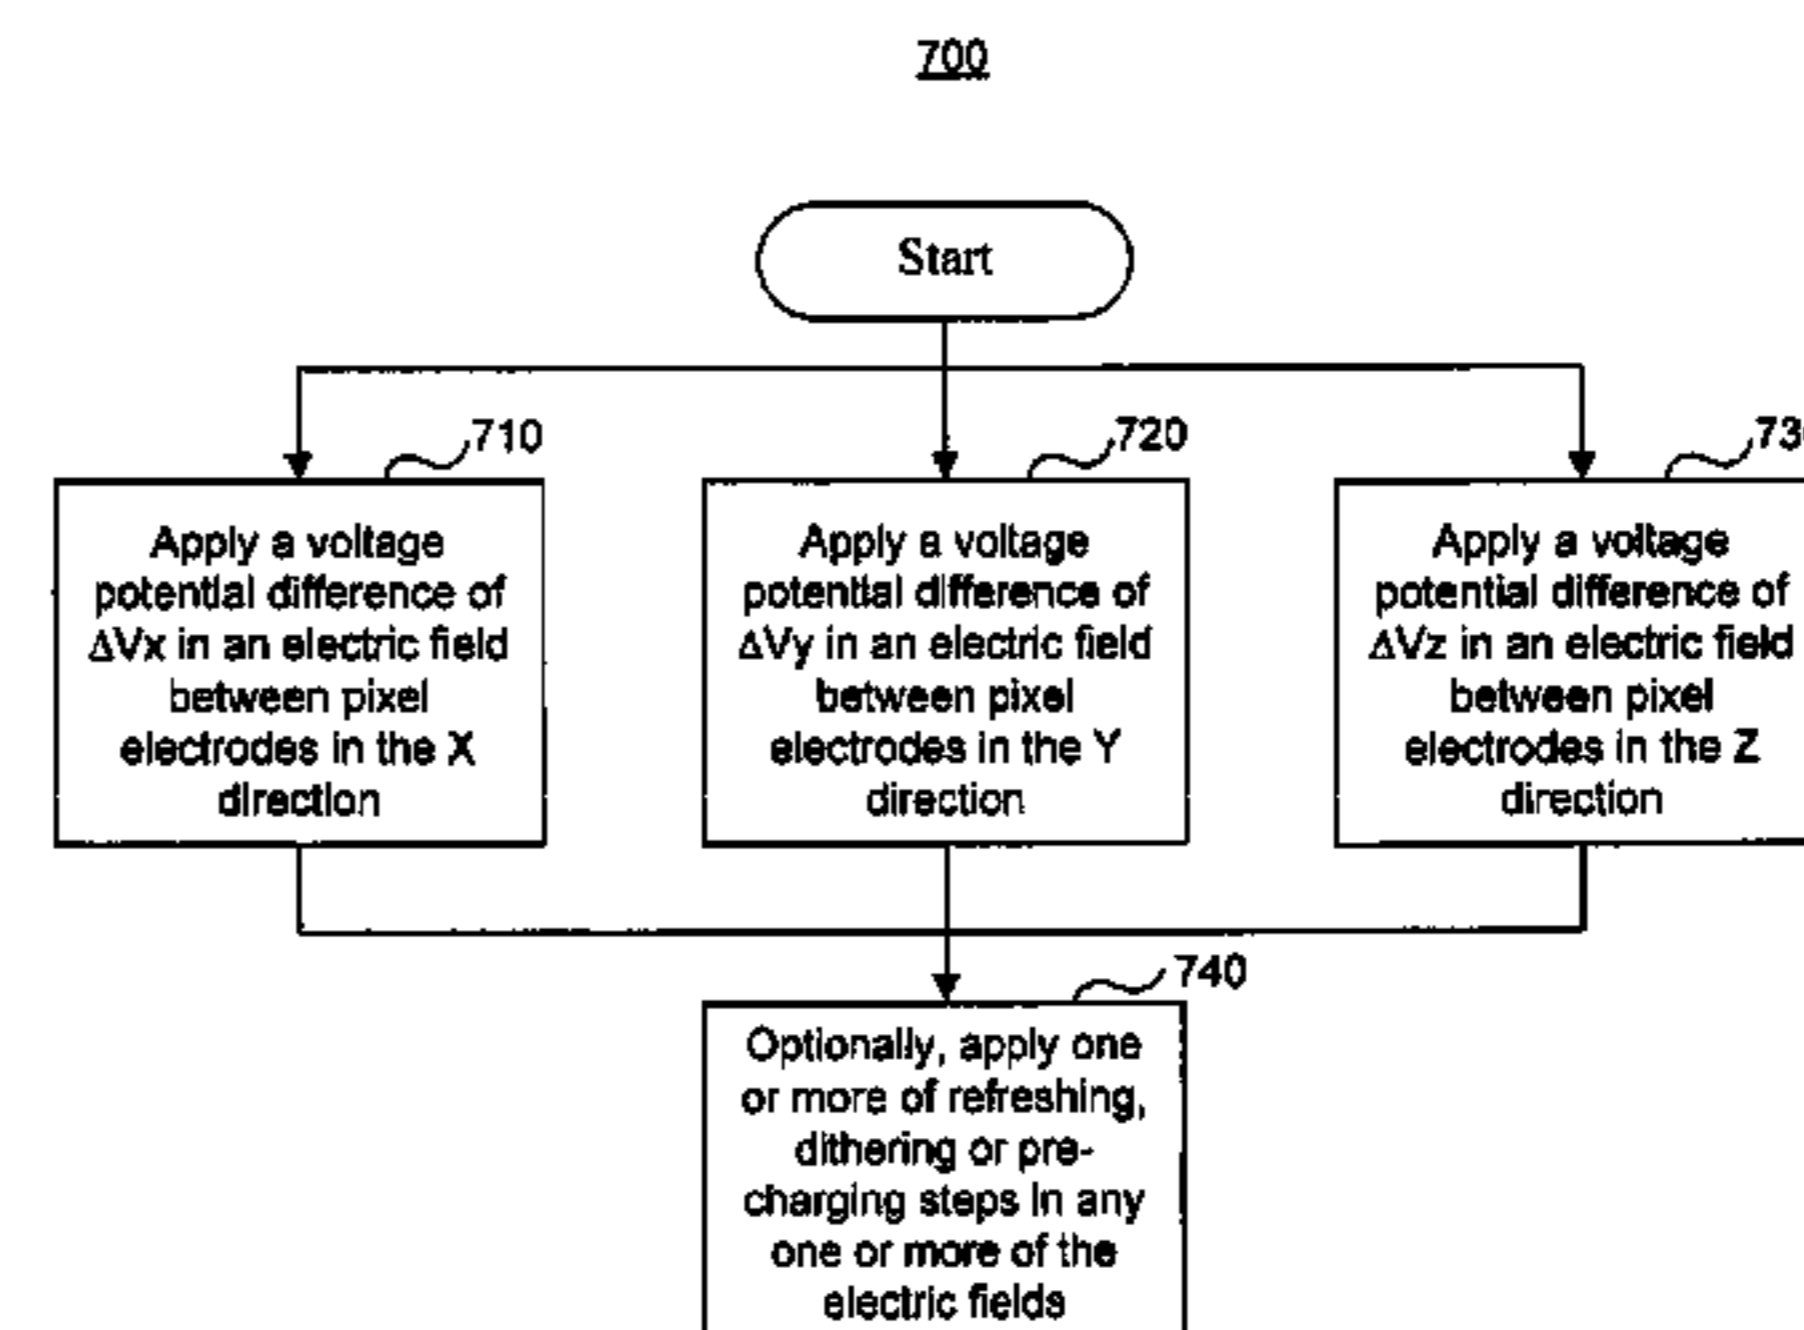 700
Start
710
Apply a voltage
potential difference of
ΔVx in an electric field
between pixel
electrodes in the X
direction
720
Apply a voltage
potential difference of
ΔVy in an electric field
between pixel
electrodes in the Y
direction
Apply a voltage
potential difference of
ΔVz in an electric field
between pixel
electrodes in the Z
direction
740
Optionally, apply one
or more of refreshing,
dithering or pre-
charging steps in any
one or more of the
electric fields